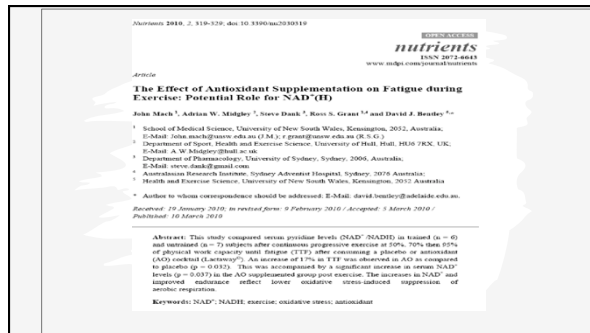 Nutrients 2010, 2, 319-329; doi:10.3390/nu2030319
OPEN ACCESS
nutrients
ISSN 2072-6643
www.mdpi.com/journal/nutrients
Article
The Effect of Antioxidant Supplementation on Fatigue during
Exercise: Potential Role for NAD⁺(H)
John Mach ¹, Adrian W. Midgley ², Steve Dank ³, Ross S. Grant ¹,⁴ and David J. Bentley ⁵,*
¹ School of Medical Science, University of New South Wales, Kensington, 2052, Australia;
E-Mail: John.mach@unsw.edu.au (J.M.); r.grant@unsw.edu.au (R.S.G.)
² Department of Sport, Health and Exercise Science, University of Hull, Hull, HU6 7RX, UK;
E-Mail: A.W.Midgley@hull.ac.uk
³ Department of Pharmacology, University of Sydney, Sydney, 2006, Australia;
E-Mail: steve.dank@gmail.com
⁴ Australasian Research Institute, Sydney Adventist Hospital, Sydney, 2076 Australia;
⁵ Health and Exercise Science, University of New South Wales, Kensington, 2052 Australia
* Author to whom correspondence should be addressed; E-Mail: david.bentley@adelaide.edu.au.
Received: 19 January 2010; in revised form: 9 February 2010 / Accepted: 5 March 2010 /
Published: 10 March 2010
Abstract: This study compared serum pyridine levels (NAD⁺/NADH) in trained (n = 6)
and untrained (n = 7) subjects after continuous progressive exercise at 50%, 70% then 95%
of physical work capacity until fatigue (TTF) after consuming a placebo or antioxidant
(AO) cocktail (Lactaway®). An increase of 17% in TTF was observed in AO as compared
to placebo (p = 0.032). This was accompanied by a significant increase in serum NAD⁺
levels (p = 0.037) in the AO supplemented group post exercise. The increases in NAD⁺ and
improved endurance reflect lower oxidative stress-induced suppression of
aerobic respiration.
Keywords: NAD⁺; NADH; exercise; oxidative stress; antioxidant